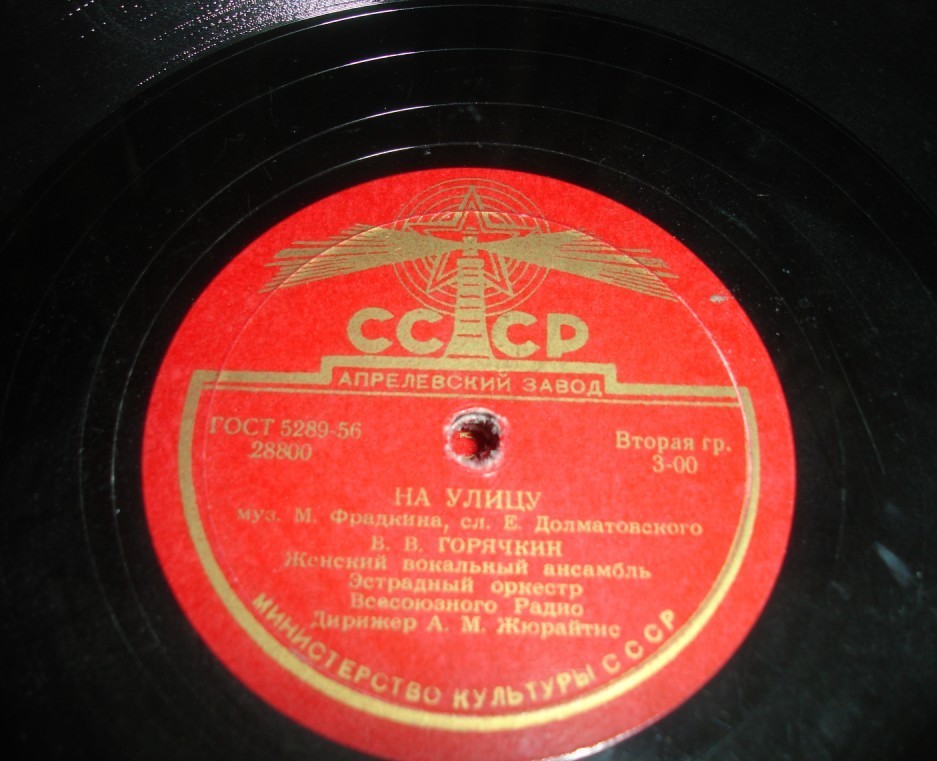 СССР
АПРЕЛЕВСКИЙ ЗАВОД
ГОСТ 5289-56
28800
Вторая гр.
3-00
НА УЛИЦУ
муз. М. Фрадкина, сл. Е. Долматовского
В. В. ГОРЯЧКИН
Женский вокальный ансамбль
Эстрадный оркестр
Всесоюзного Радио
Дирижер А. М. Жюрайтис
МИНИСТЕРСТВО КУЛЬТУРЫ СССР